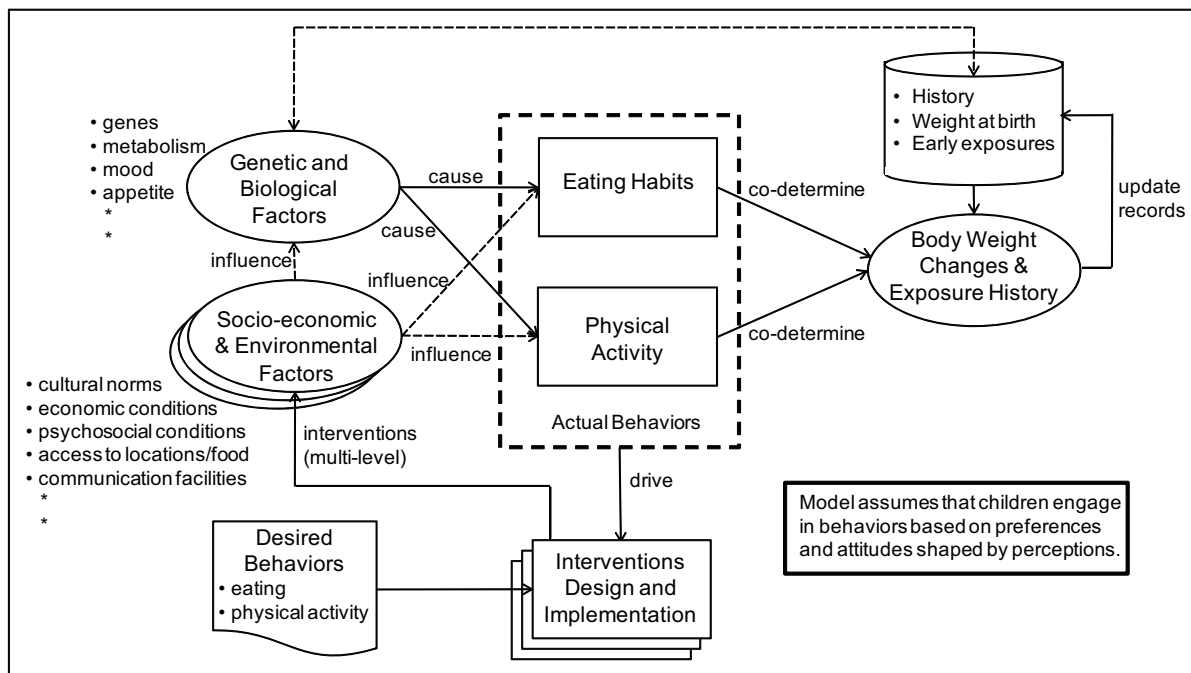 • History
• Weight at birth
• Early exposures
• genes
• metabolism
• mood
• appetite
*
*
Genetic and
Biological
Factors
cause
cause
Eating Habits
co-determine
update
records
Body Weight
Changes &
Exposure History
influence
influence
influence
Socio-economic
& Environmental
Factors
Physical
Activity
co-determine
• cultural norms
• economic conditions
• psychosocial conditions
• access to locations/food
• communication facilities
*
*
interventions
(multi-level)
Actual Behaviors
drive
Model assumes that children engage
in behaviors based on preferences
and attitudes shaped by perceptions.
Desired
Behaviors
• eating
• physical activity
Interventions
Design and
Implementation